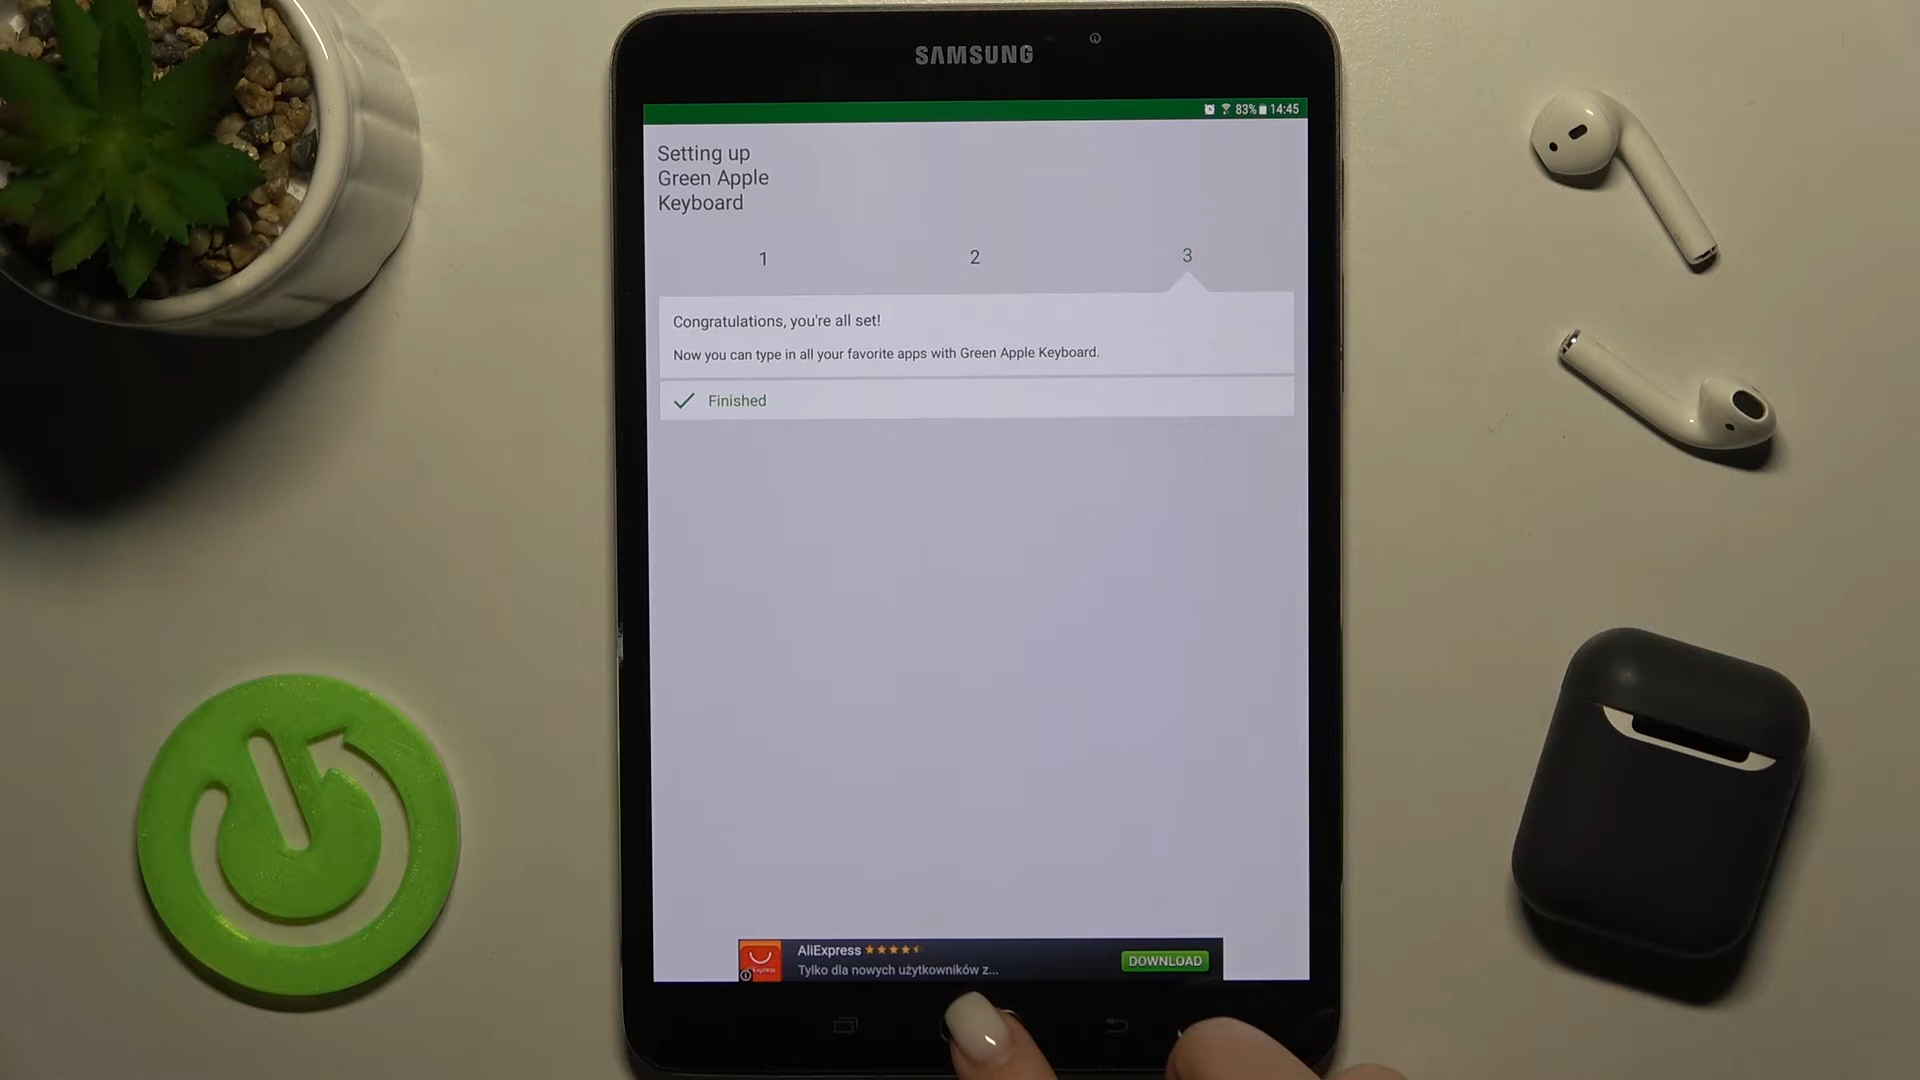 SAMSUNG
83% 14:45
Setting up
Green Apple
Keyboard
1 2 3
Congratulations, you're all set!
Now you can type in all your favorite apps with Green Apple Keyboard.
Finished
AliExpress
Tylko dla nowych użytkowników z...
DOWNLOAD